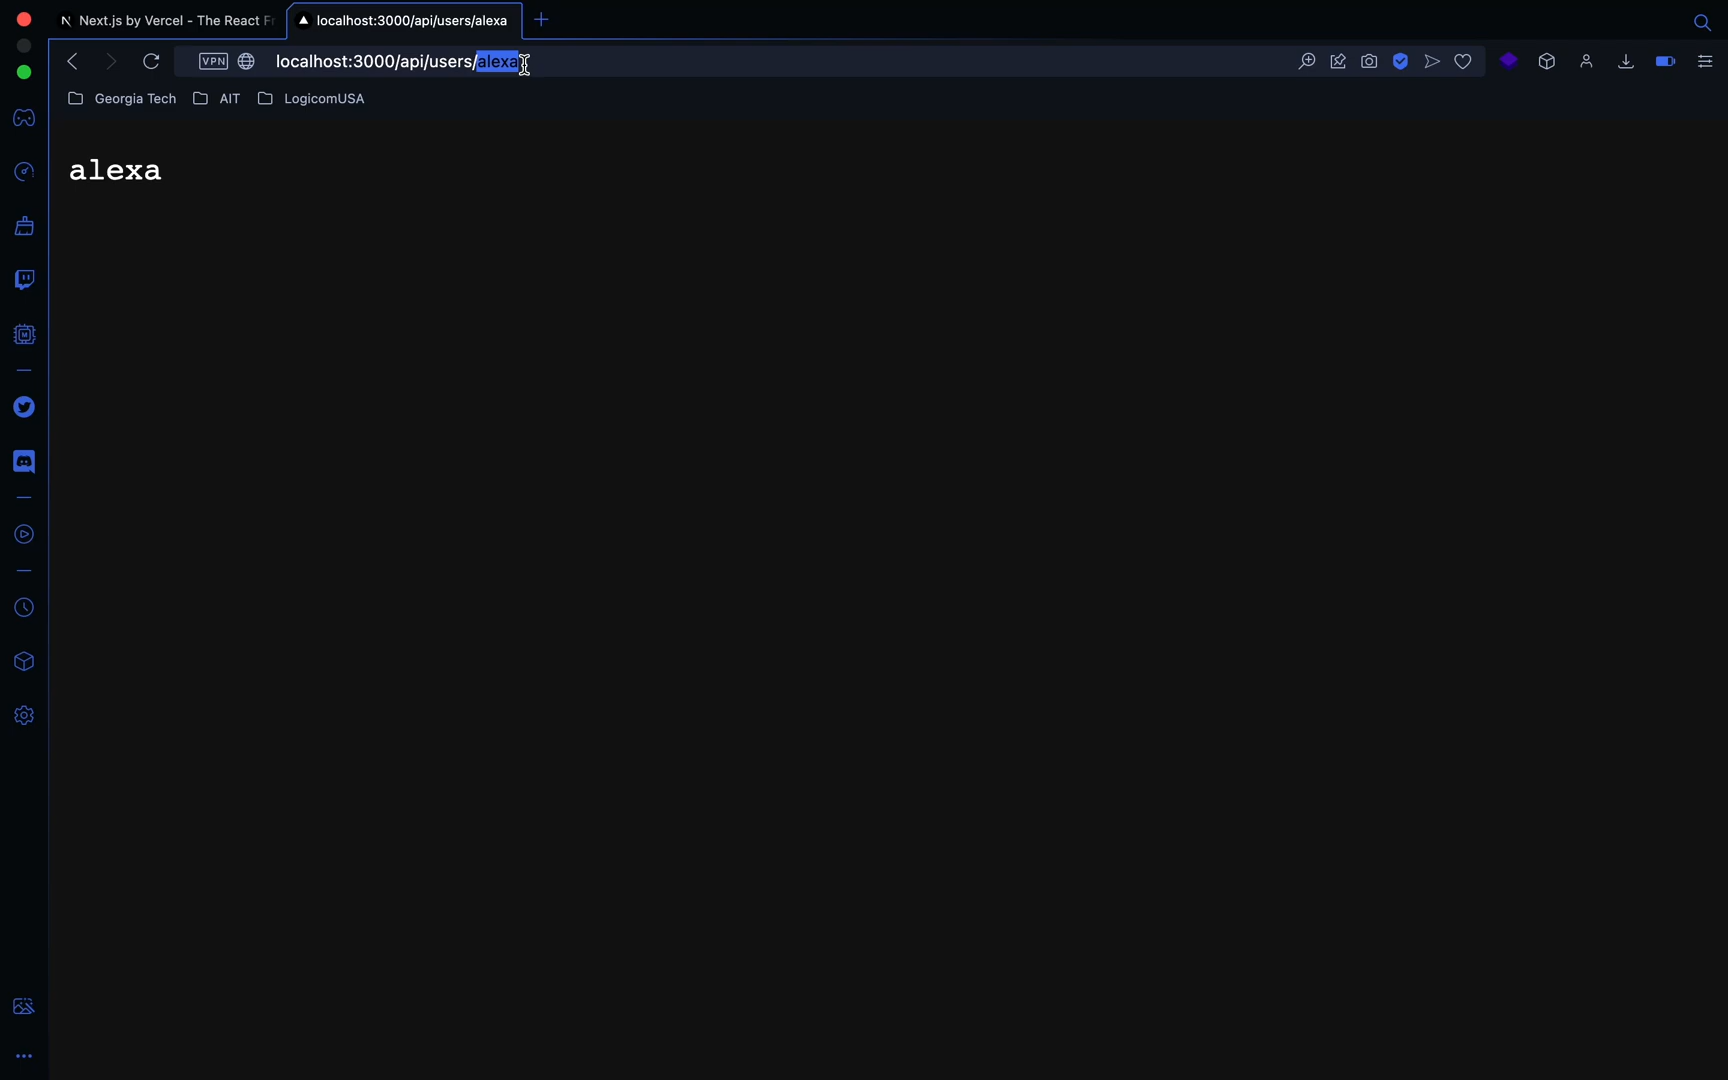 Next.js by Vercel - The React Fr
localhost:3000/api/users/alexa
VPN
localhost:3000/api/users/alexa
Georgia Tech
AIT
LogicomUSA
alexa